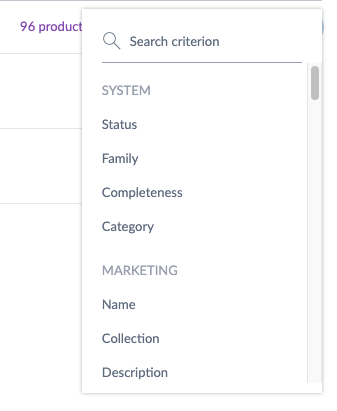 96 product
Search criterion
SYSTEM
Status
Family
Completeness
Category
MARKETING
Name
Collection
Description